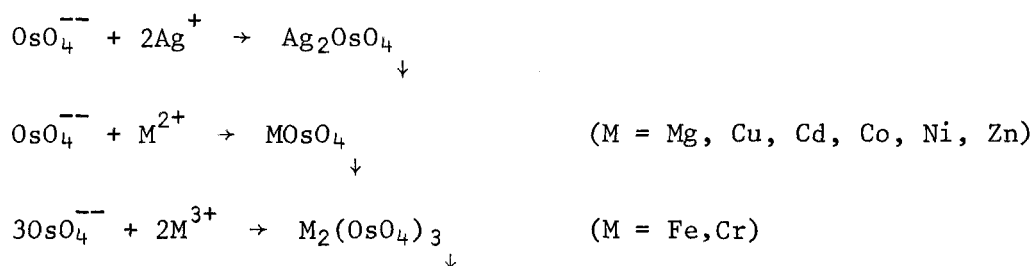 OsO₄⁻⁻ + 2Ag⁺ → Ag₂OsO₄ ↓
OsO₄⁻⁻ + M²⁺ → MOsO₄ ↓ (M = Mg, Cu, Cd, Co, Ni, Zn)
3OsO₄⁻⁻ + 2M³⁺ → M₂(OsO₄)₃ ↓ (M = Fe,Cr)